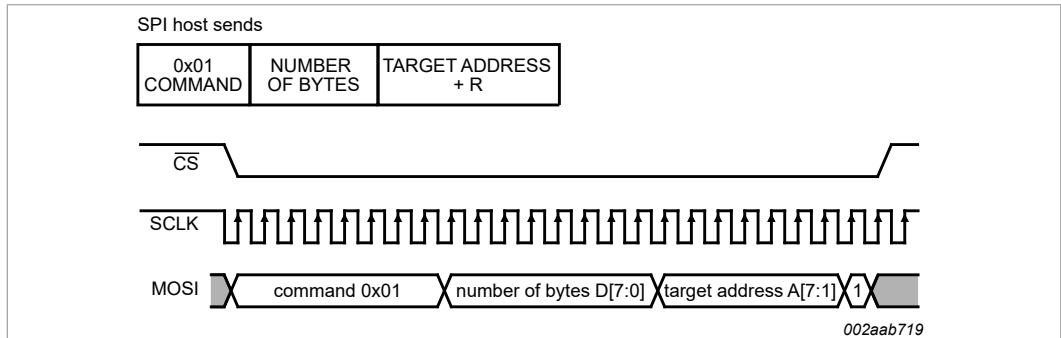 SPI host sends
0x01 COMMAND
NUMBER OF BYTES
TARGET ADDRESS + R
CS
SCLK
MOSI
command 0x01
number of bytes D[7:0]
target address A[7:1]
1
002aab719